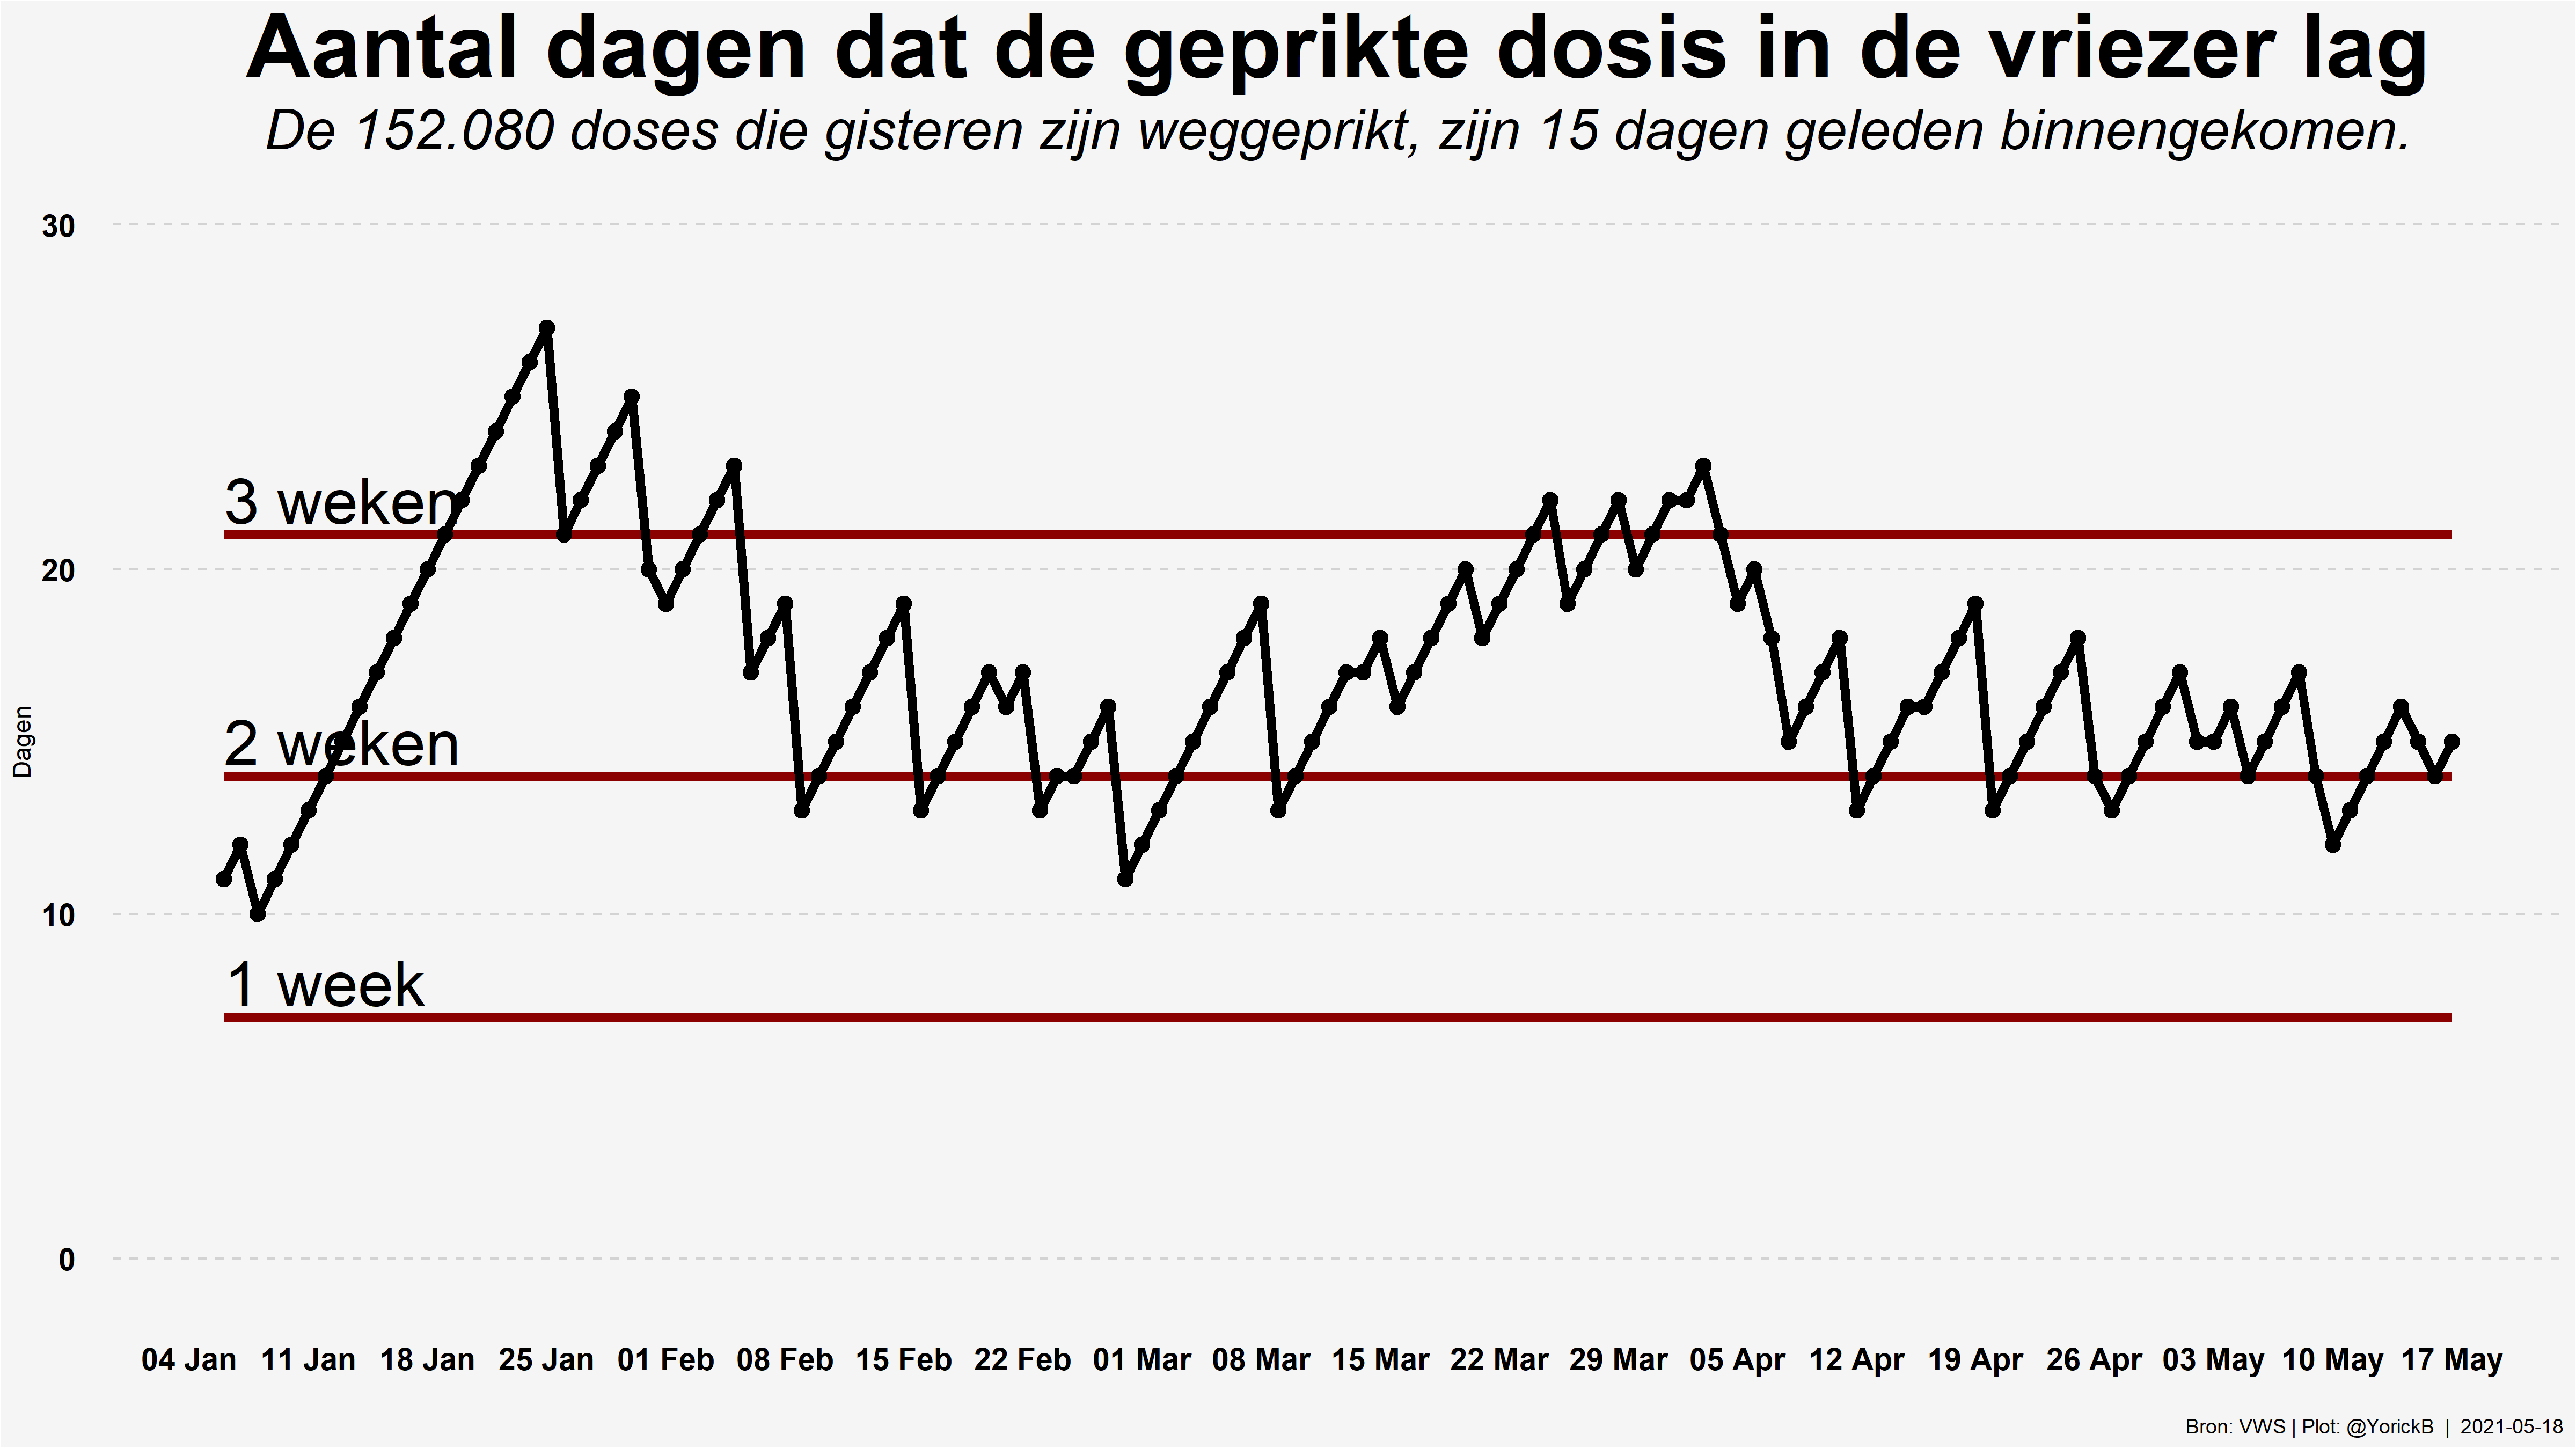 Aantal dagen dat de geprikte dosis in de vriezer lag
De 152.080 doses die gisteren zijn weggeprikt, zijn 15 dagen geleden binnengekomen.
30
3 weken
20
2 weken
Dagen
10
1 week
0
04 Jan 11 Jan 18 Jan 25 Jan 01 Feb 08 Feb 15 Feb 22 Feb 01 Mar 08 Mar 15 Mar 22 Mar 29 Mar 05 Apr 12 Apr 19 Apr 26 Apr 03 May 10 May 17 May
Bron: VWS | Plot: @YorickB | 2021-05-18